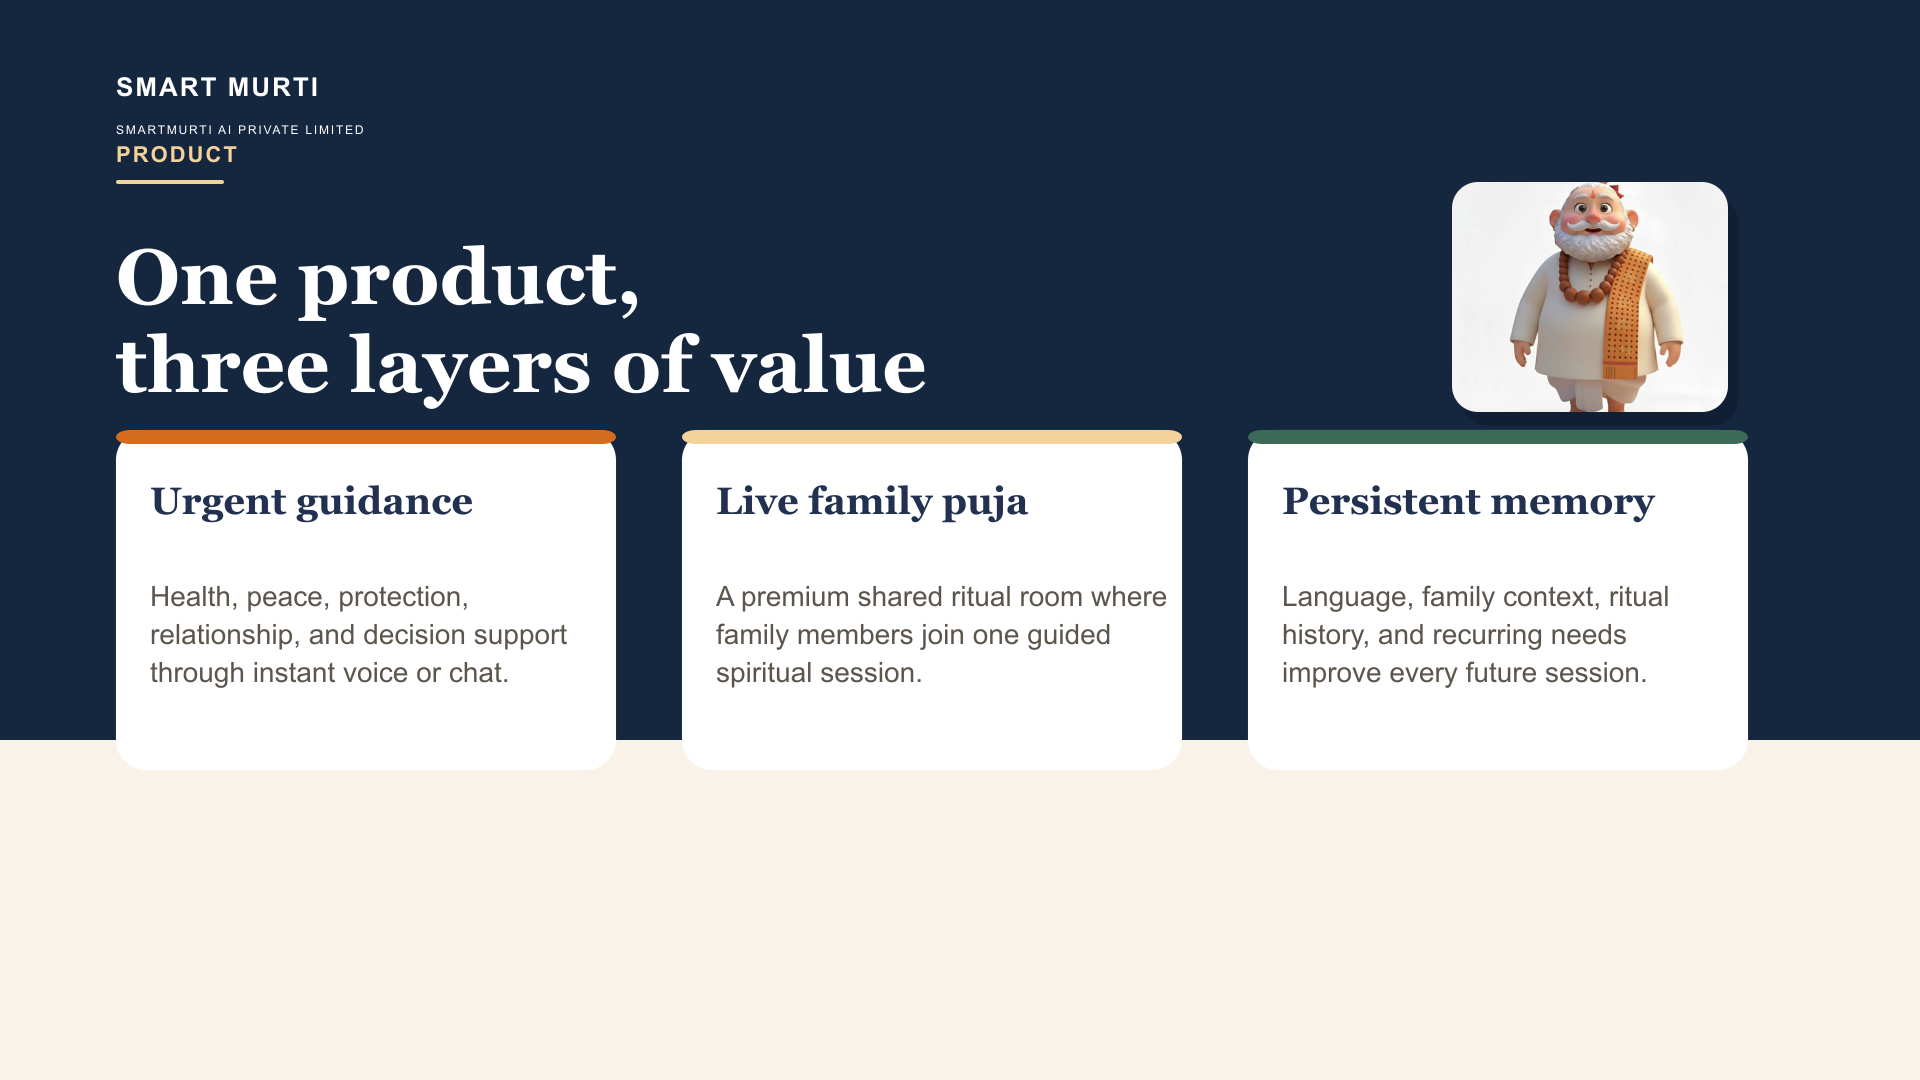 SMART MURTI
SMARTMURTI AI PRIVATE LIMITED
PRODUCT
One product,
three layers of value
Urgent guidance
Health, peace, protection,
relationship, and decision support
through instant voice or chat.
Live family puja
A premium shared ritual room where
family members join one guided
spiritual session.
Persistent memory
Language, family context, ritual
history, and recurring needs
improve every future session.